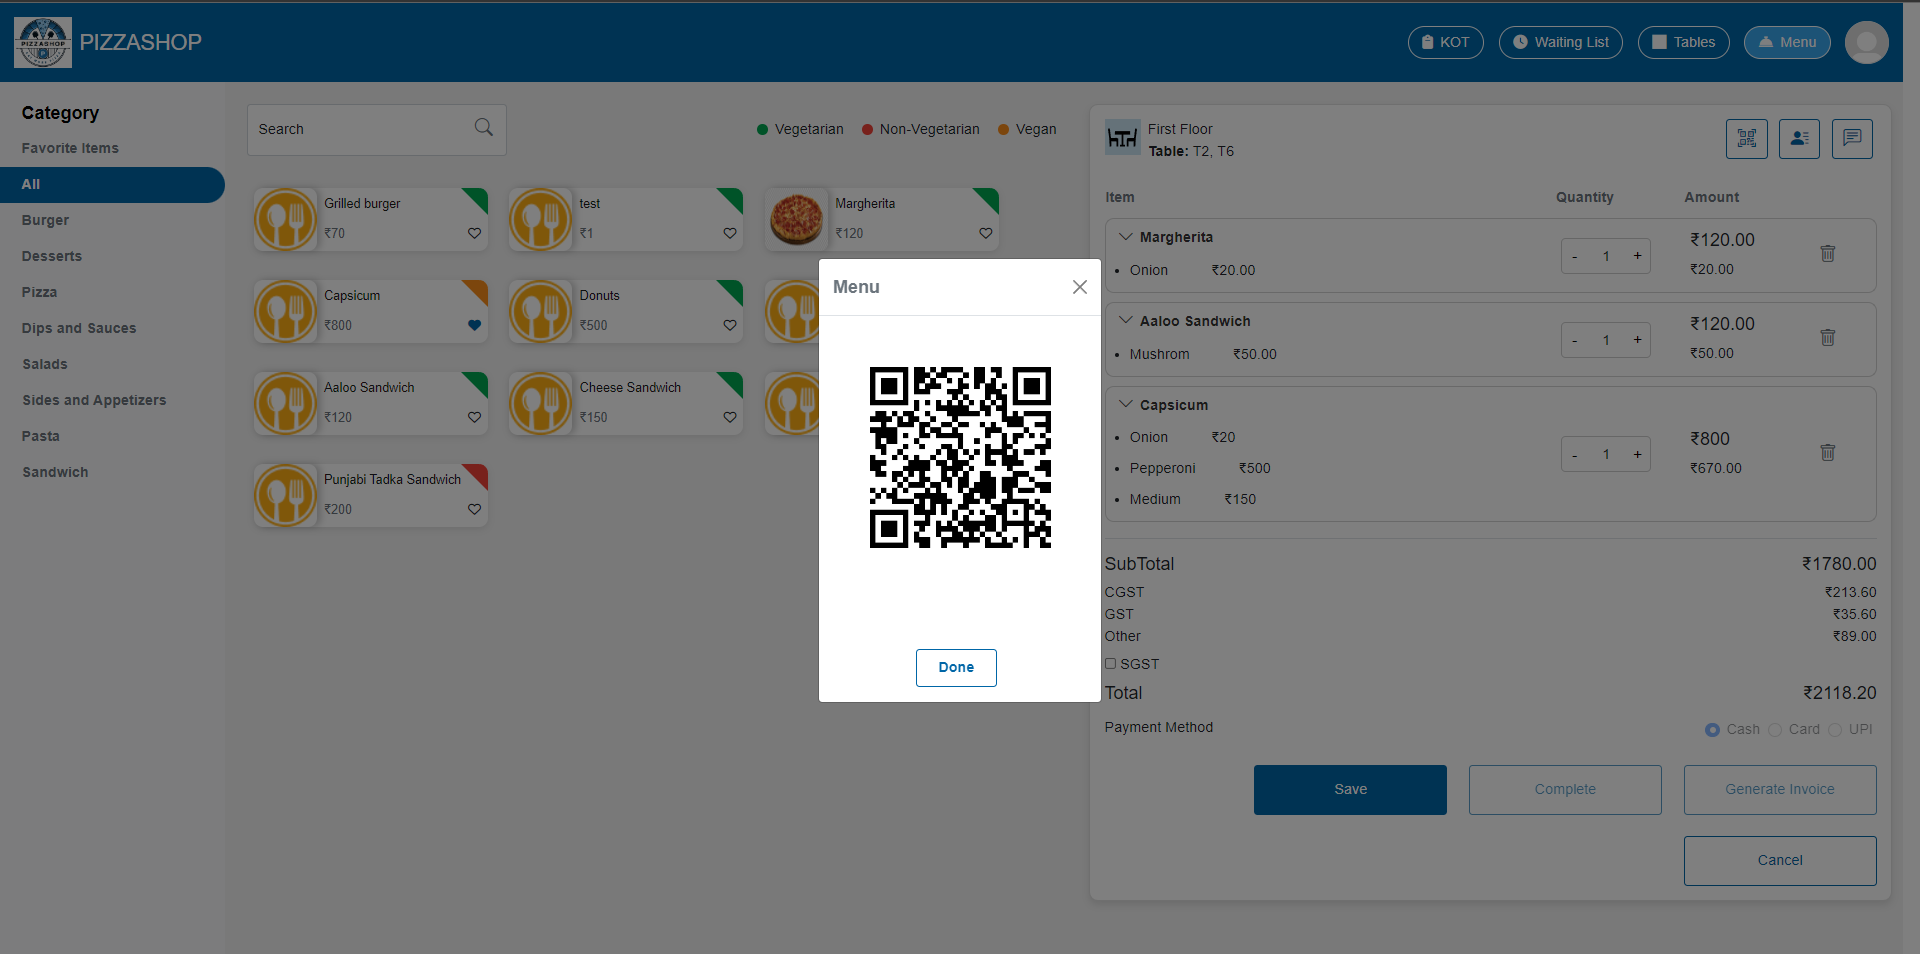 PIZZASHOP
PIZZASHOP
KOT
Waiting List
Tables
Menu
Category
Favorite Items
All
Burger
Desserts
Pizza
Dips and Sauces
Salads
Sides and Appetizers
Pasta
Sandwich
Search
Vegetarian
Non-Vegetarian
Vegan
Grilled burger
₹70
test
₹1
Margherita
₹120
Capsicum
₹800
Donuts
₹500
Aaloo Sandwich
₹120
Cheese Sandwich
₹150
Punjabi Tadka Sandwich
₹200
Menu
Done
First Floor
Table: T2, T6
Item Quantity Amount
Margherita
Onion ₹20.00
- 1 +
₹120.00
₹20.00
Aaloo Sandwich
Mushrom ₹50.00
- 1 +
₹120.00
₹50.00
Capsicum
Onion ₹20
Pepperoni ₹500
Medium ₹150
- 1 +
₹800
₹670.00
SubTotal ₹1780.00
CGST ₹213.60
GST ₹35.60
Other ₹89.00
SGST
Total ₹2118.20
Payment Method Cash Card UPI
Save
Complete
Generate Invoice
Cancel